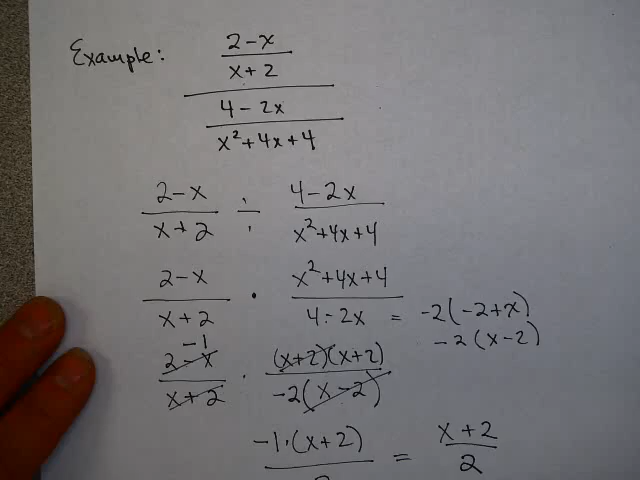 Example:
2-x
x+2
4-2x
x²+4x+4
2-x ÷ 4-2x
x+2 x²+4x+4
2-x · x²+4x+4
x+2 4-2x = -2(-2+x)
-2(x-2)
-1
2-x · (x+2)(x+2)
x+2 -2(x-2)
-1·(x+2) = x+2
2